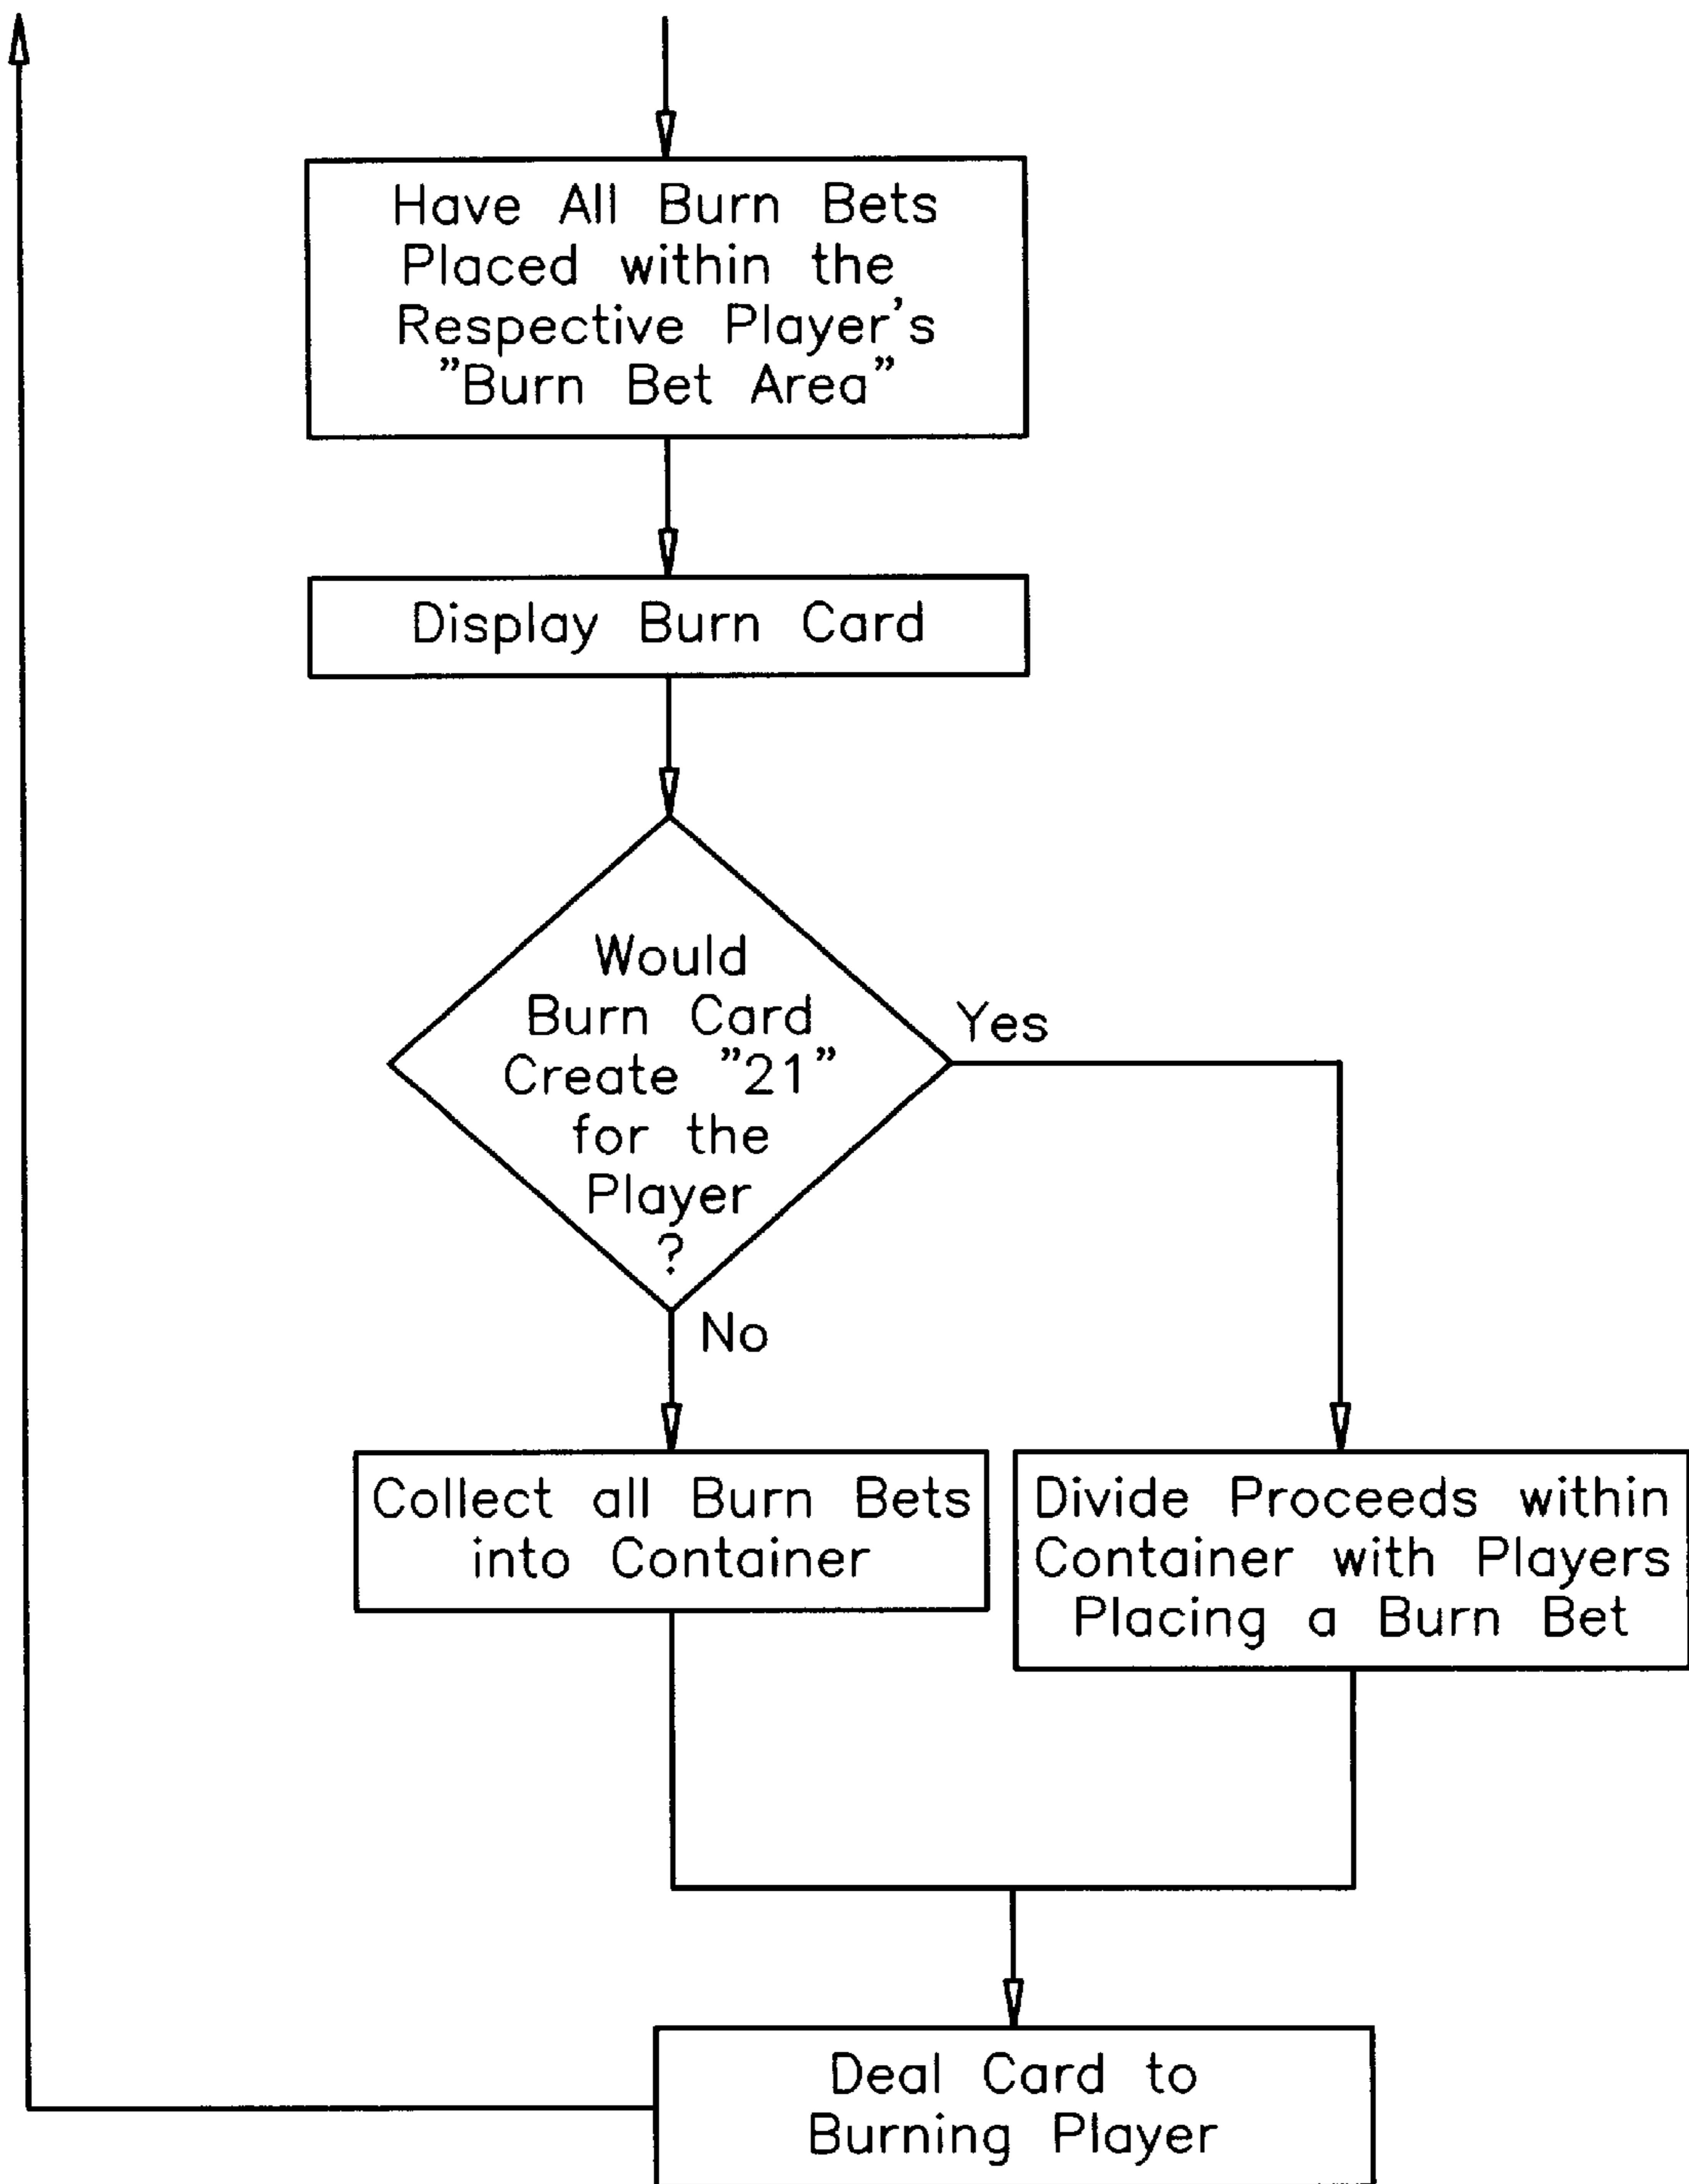 Have All Burn Bets
Placed within the
Respective Player's
"Burn Bet Area"
Display Burn Card
Would
Burn Card
Create "21"
for the
Player
?
Yes
No
Collect all Burn Bets
into Container
Divide Proceeds within
Container with Players
Placing a Burn Bet
Deal Card to
Burning Player